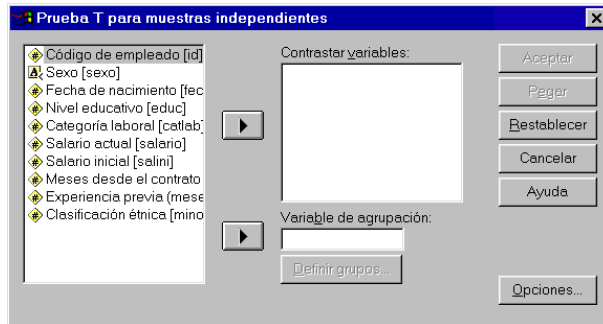 Prueba T para muestras independientes
Código de empleado [id]
Sexo [sexo]
Fecha de nacimiento [fec
Nivel educativo [educ]
Categoría laboral [catlab]
Salario actual [salario]
Salario inicial [salini]
Meses desde el contrato
Experiencia previa (mese
Clasificación étnica [mino
Contrastar variables:
Variable de agrupación:
Definir grupos...
Aceptar
Pegar
Restablecer
Cancelar
Ayuda
Opciones...